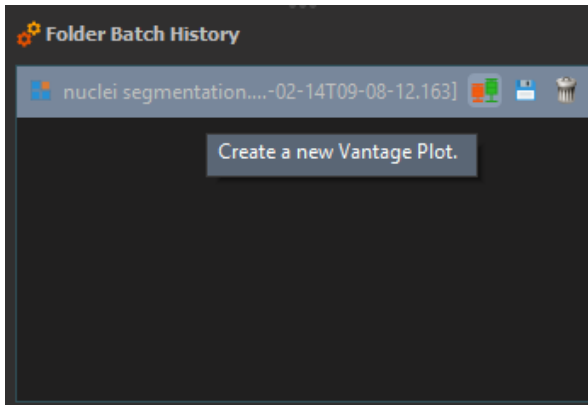 Folder Batch History
nuclei segmentation....-02-14T09-08-12.163]
Create a new Vantage Plot.